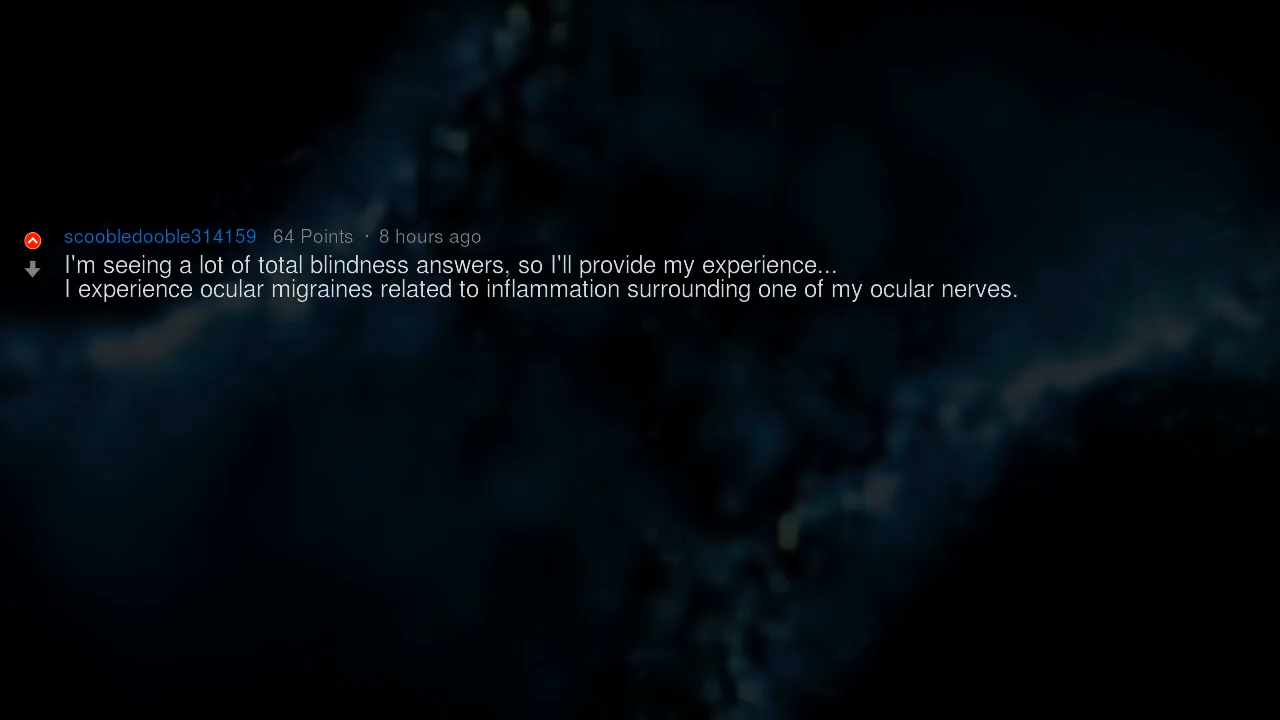 scoobledooble314159 64 Points · 8 hours ago
I'm seeing a lot of total blindness answers, so I'll provide my experience...
I experience ocular migraines related to inflammation surrounding one of my ocular nerves.